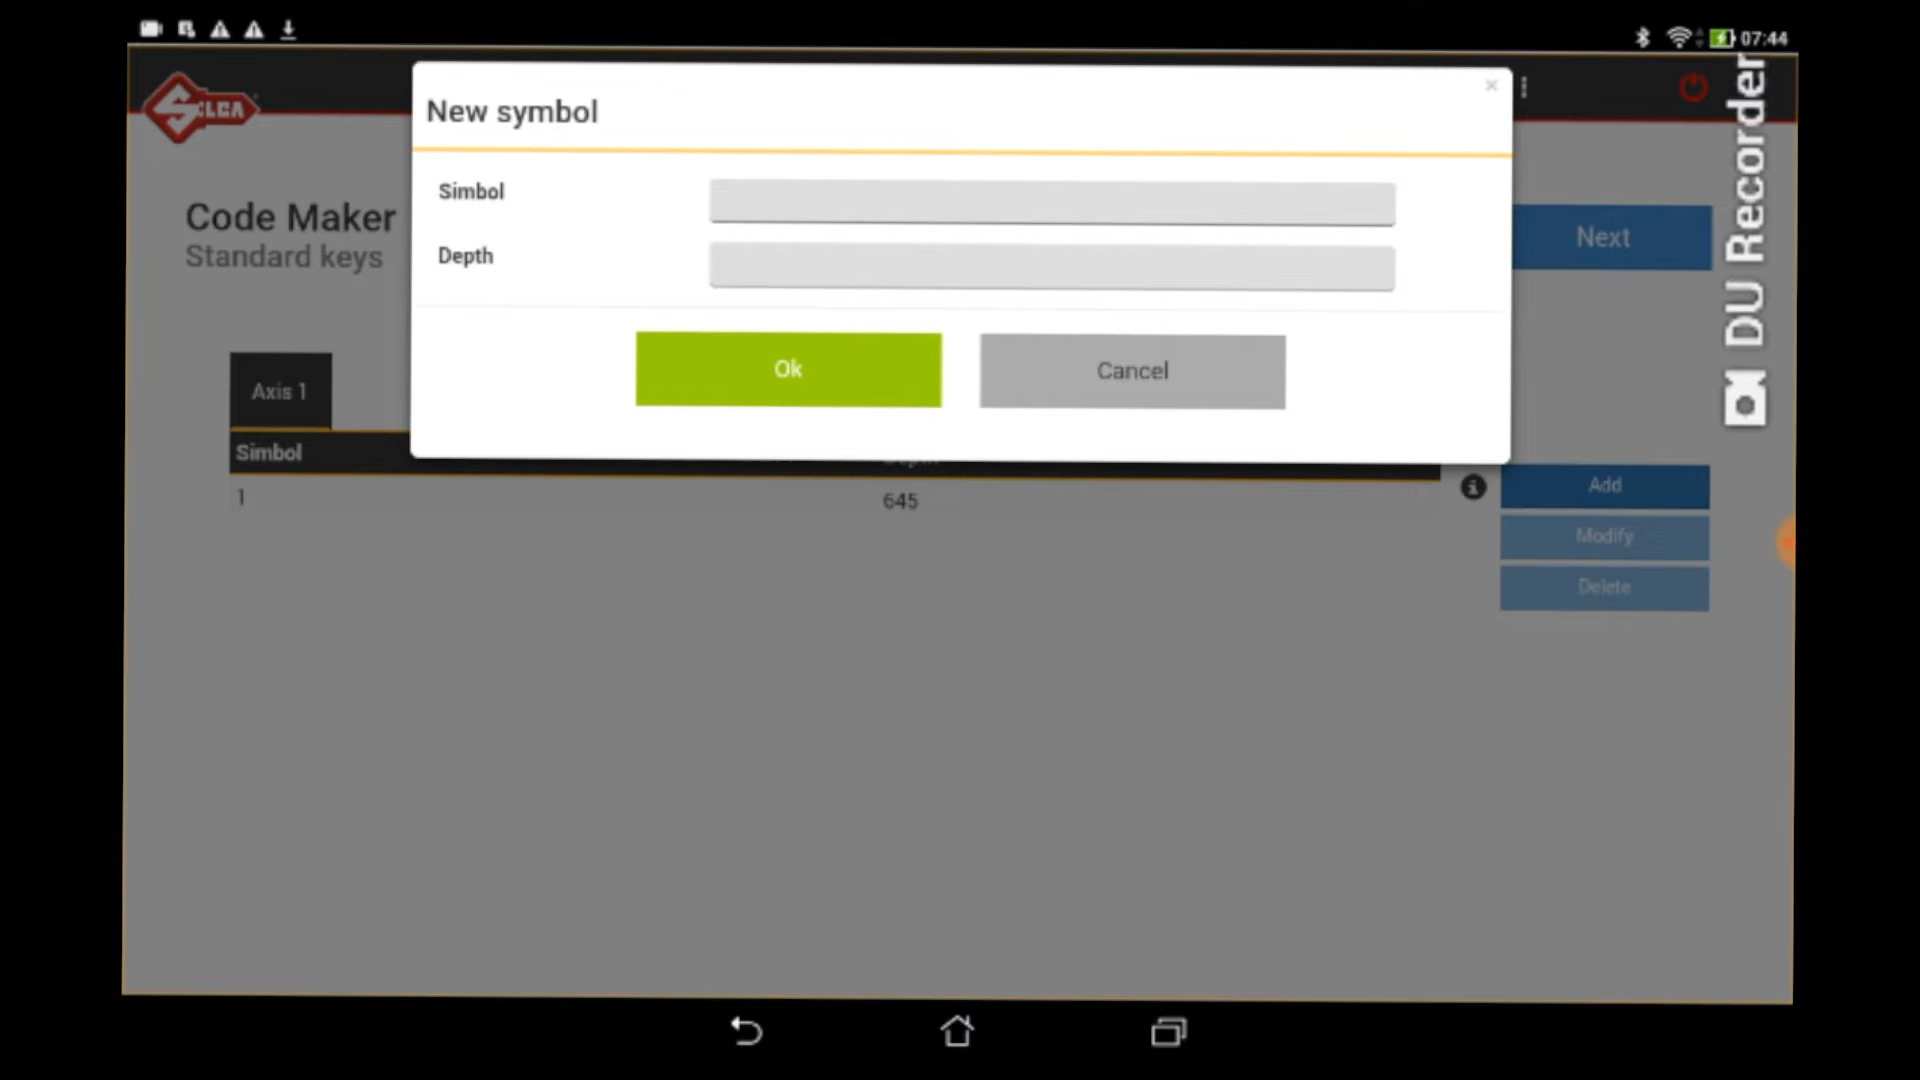 07:44
SILCA
New symbol
×
DU Recorder
Simbol
Code Maker
Standard keys
Next
Depth
Ok
Cancel
Axis 1
Simbol
Depth
1
645
Add
Modify
Delete